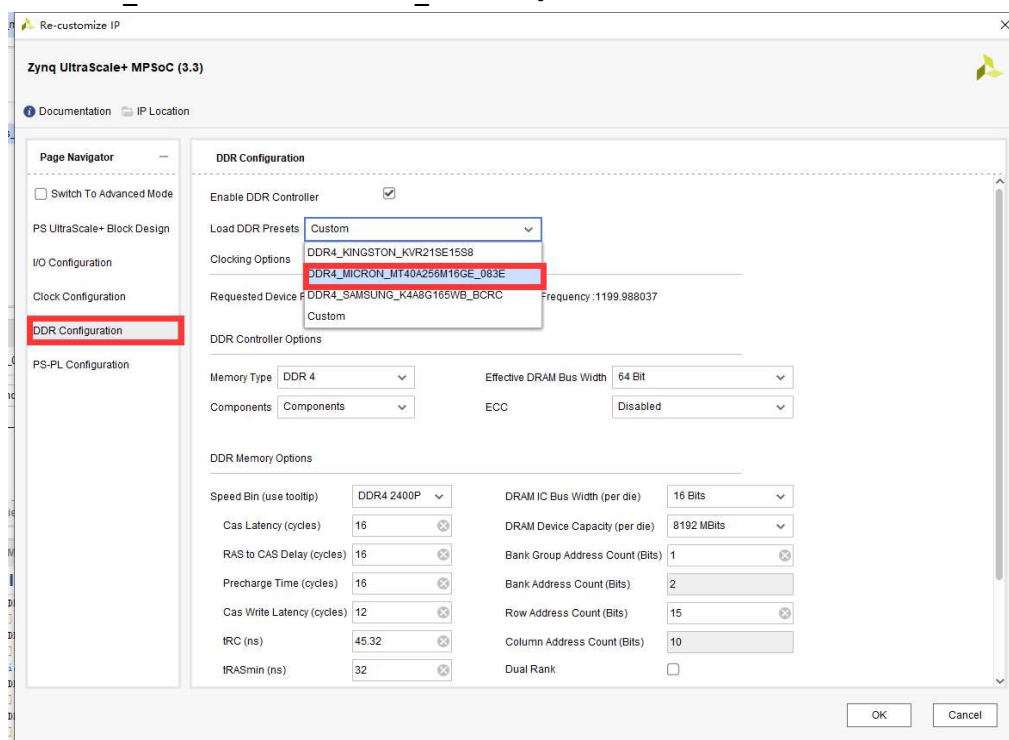 Re-customize IP
Zynq UltraScale+ MPSoC (3.3)
Documentation IP Location
Page Navigator
Switch To Advanced Mode
PS UltraScale+ Block Design
I/O Configuration
Clock Configuration
DDR Configuration
PS-PL Configuration
DDR Configuration
Enable DDR Controller
Load DDR Presets Custom
DDR4_KINGSTON_KVR21SE15S8
DDR4_MICRON_MT40A256M16GE_083E
DDR4_SAMSUNG_K4A8G165WB_BCRC
Custom
Clocking Options
Requested Device Frequency :1199.988037
DDR Controller Options
Memory Type DDR 4 Effective DRAM Bus Width 64 Bit
Components Components ECC Disabled
DDR Memory Options
Speed Bin (use tooltip) DDR4 2400P DRAM IC Bus Width (per die) 16 Bits
Cas Latency (cycles) 16 DRAM Device Capacity (per die) 8192 MBits
RAS to CAS Delay (cycles) 16 Bank Group Address Count (Bits) 1
Precharge Time (cycles) 16 Bank Address Count (Bits) 2
Cas Write Latency (cycles) 12 Row Address Count (Bits) 15
tRC (ns) 45.32 Column Address Count (Bits) 10
tRASmin (ns) 32 Dual Rank
OK Cancel